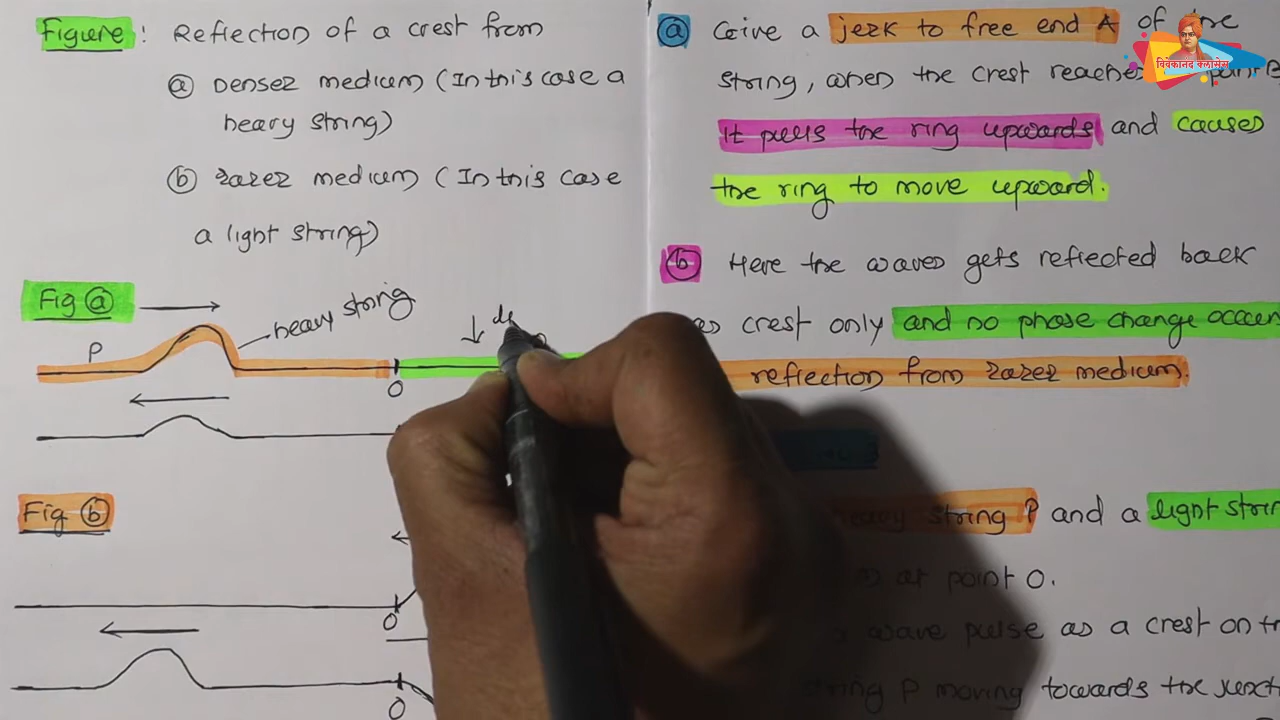 Figure : Reflection of a crest from
ⓐ Denser medium (In this case a
heavy string)
ⓑ rarer medium (In this case
a light string)
Fig ⓐ
heavy string
P
O
Fig ⓑ
O
O
ⓐ Give a jerk to free end A of the
string, when the crest reaches
It pulls the ring upwards and causes
the ring to move upward.
ⓑ Here the waves gets reflected back
as crest only and no phase change occurs
reflection from rarer medium.
heavy string P and a light string
at point O.
a wave pulse as a crest on
string P moving towards the
विवेकानंद क्लासेस